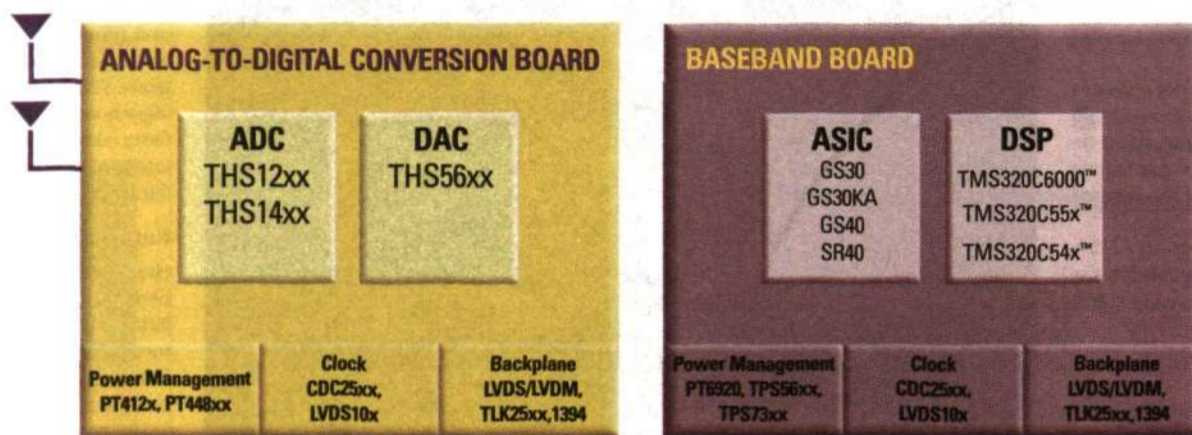 ANALOG-TO-DIGITAL CONVERSION BOARD
ADC
THS12xx
THS14xx
DAC
THS56xx
Power Management
PT412x, PT448xx
Clock
CDC25xx,
LVDS10x
Backplane
LVDS/LVDM,
TLK25xx,1394
BASEBAND BOARD
ASIC
GS30
GS30KA
GS40
SR40
DSP
TMS320C6000™
TMS320C55x™
TMS320C54x™
Power Management
PT6920, TPS56xx,
TPS73xx
Clock
CDC25xx,
LVDS10x
Backplane
LVDS/LVDM,
TLK25xx,1394